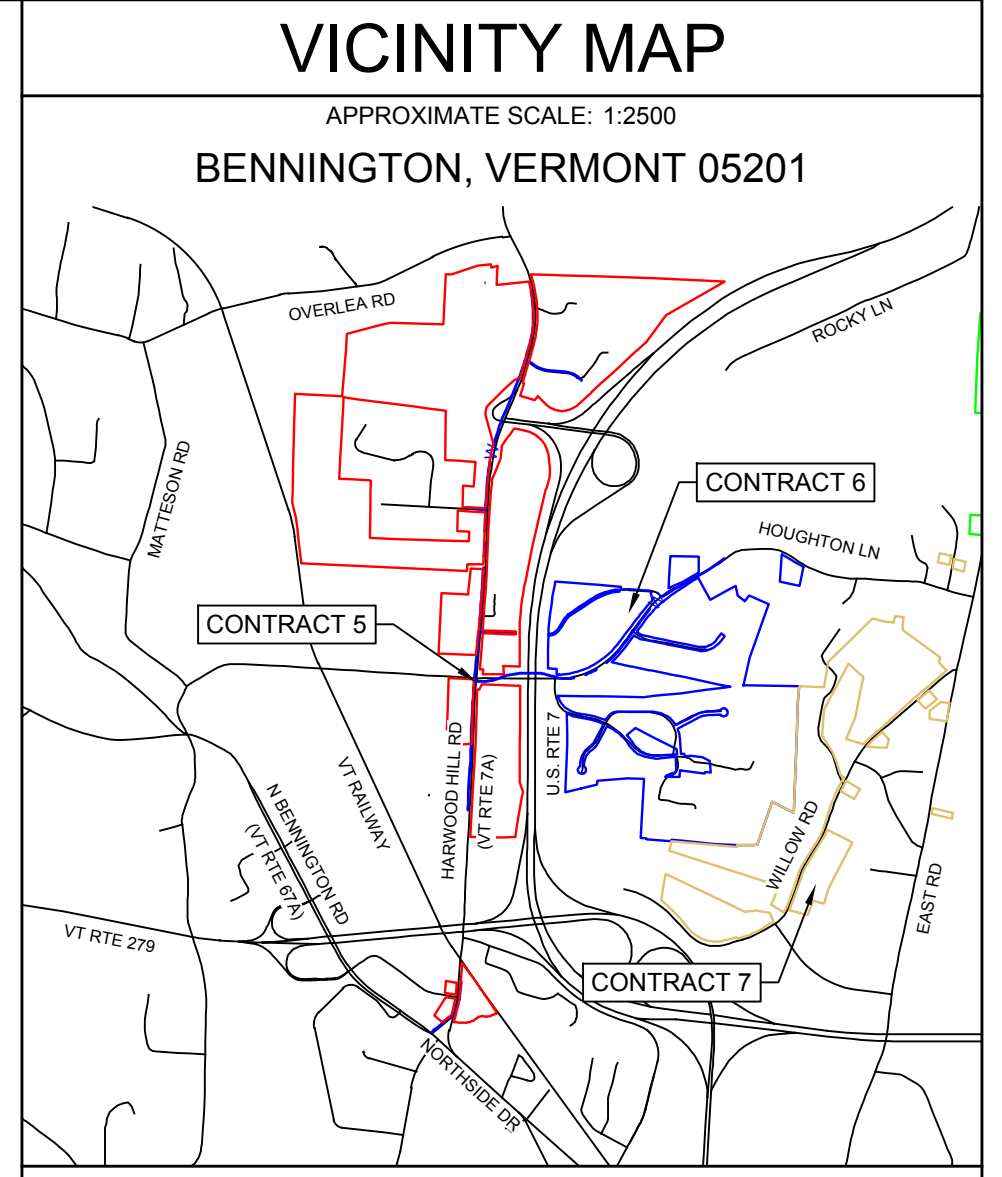 VICINITY MAP
APPROXIMATE SCALE: 1:2500
BENNINGTON, VERMONT 05201
OVERLEA RD
ROCKY LN
MATTESON RD
W
CONTRACT 6
HOUGHTON LN
CONTRACT 5
U.S. RTE 7
HARWOOD HILL RD
(VT RTE 7A)
VT RAILWAY
N BENNINGTON RD
(VT RTE 67A)
WILLOW RD
EAST RD
VT RTE 279
CONTRACT 7
NORTHSIDE DR